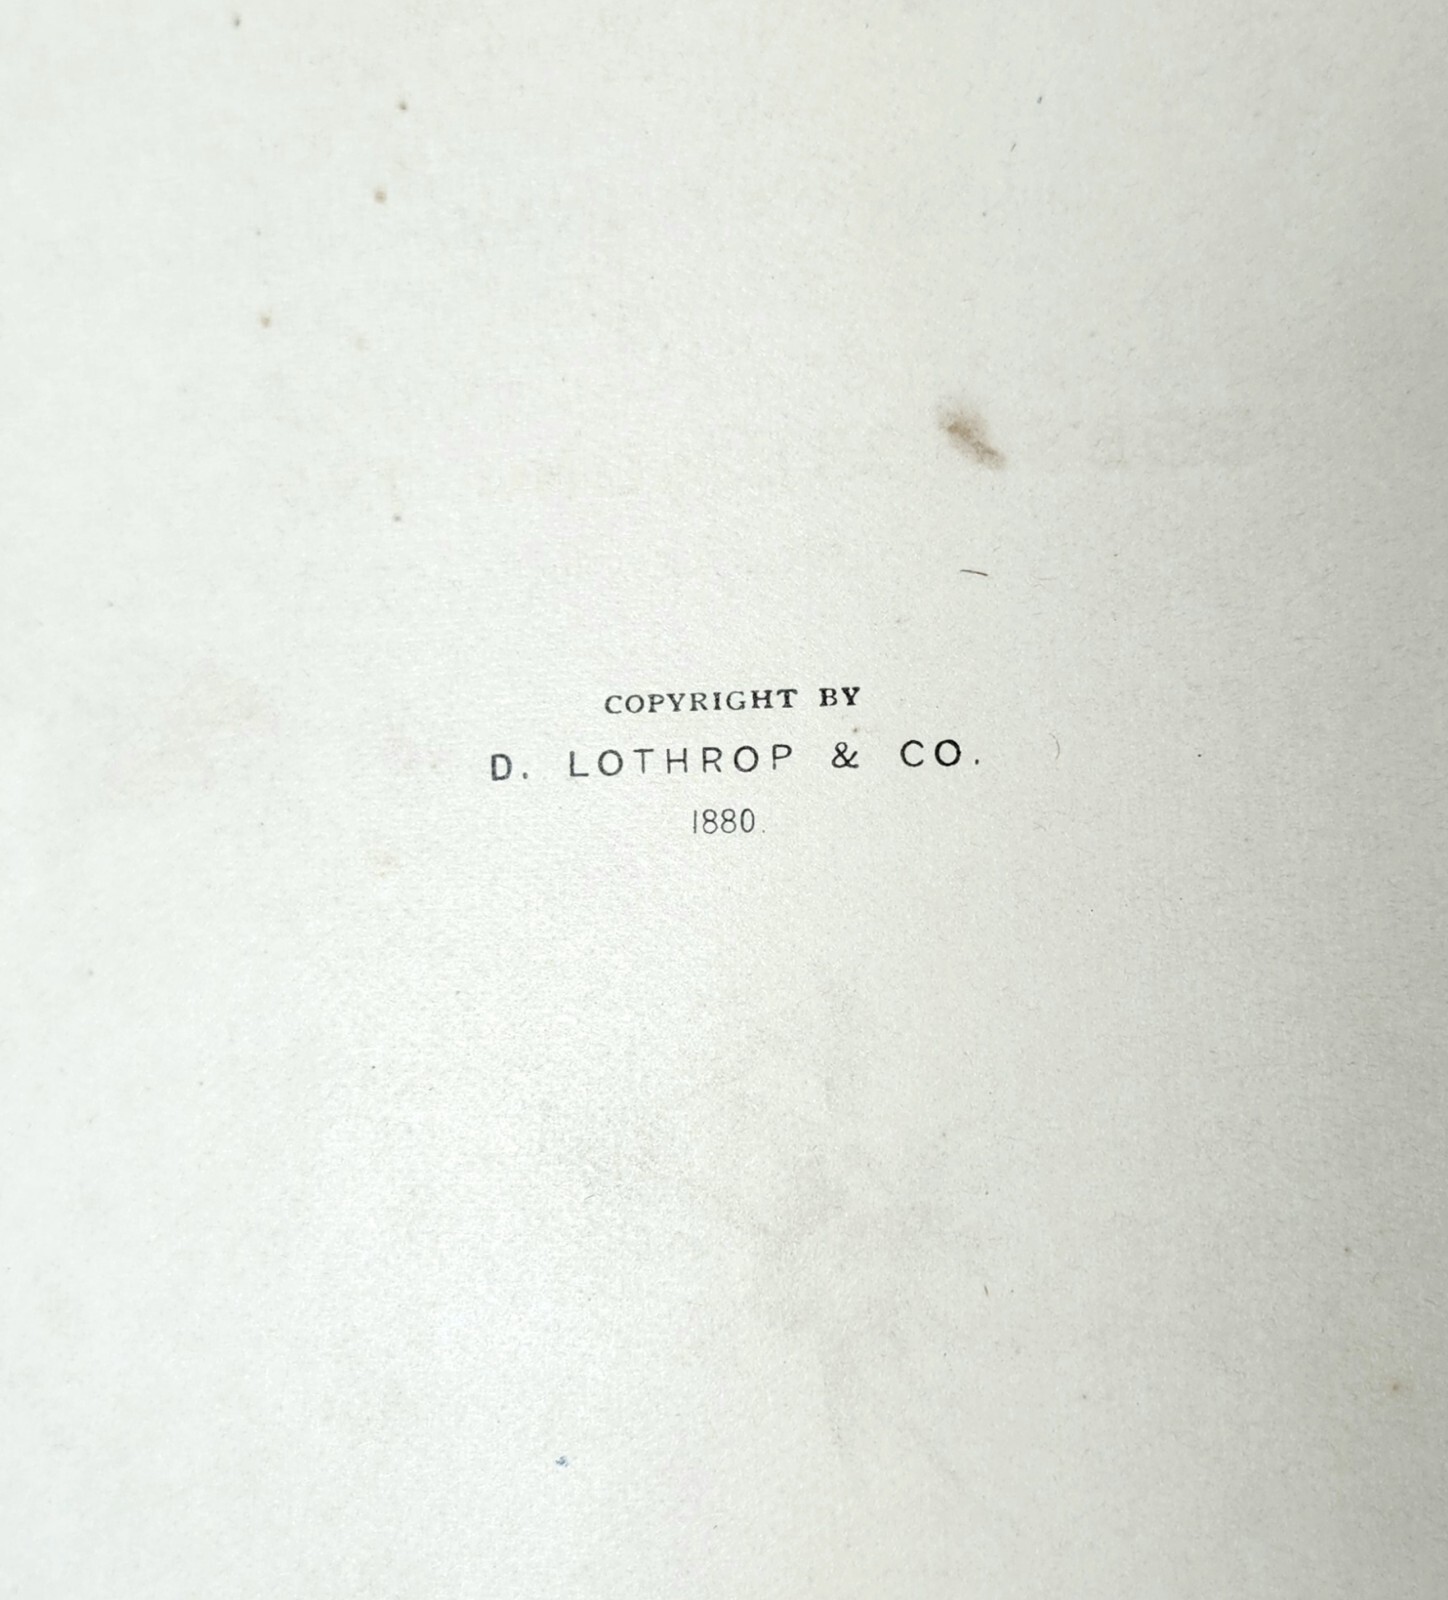 COPYRIGHT BY
D. LOTHROP & CO.
1880.